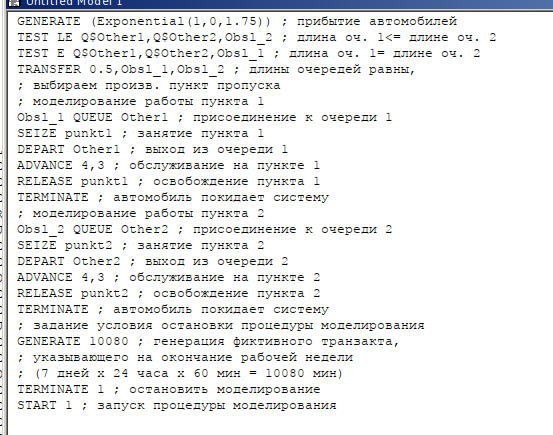 Untitled Model 1
GENERATE (Exponential(1,0,1.75)) ; прибытие автомобилей
TEST LE Q$Other1,Q$Other2,Obsl_2 ; длина оч. 1<= длине оч. 2
TEST E Q$Other1,Q$Other2,Obsl_1 ; длина оч. 1= длине оч. 2
TRANSFER 0.5,Obsl_1,Obsl_2 ; длины очередей равны,
; выбираем произв. пункт пропуска
; моделирование работы пункта 1
Obsl_1 QUEUE Other1 ; присоединение к очереди 1
SEIZE punkt1 ; занятие пункта 1
DEPART Other1 ; выход из очереди 1
ADVANCE 4,3 ; обслуживание на пункте 1
RELEASE punkt1 ; освобождение пункта 1
TERMINATE ; автомобиль покидает систему
; моделирование работы пункта 2
Obsl_2 QUEUE Other2 ; присоединение к очереди 2
SEIZE punkt2 ; занятие пункта 2
DEPART Other2 ; выход из очереди 2
ADVANCE 4,3 ; обслуживание на пункте 2
RELEASE punkt2 ; освобождение пункта 2
TERMINATE ; автомобиль покидает систему
; задание условия остановки процедуры моделирования
GENERATE 10080 ; генерация фиктивного транзакта,
; указывающего на окончание рабочей недели
; (7 дней х 24 часа х 60 мин = 10080 мин)
TERMINATE 1 ; остановить моделирование
START 1 ; запуск процедуры моделирования